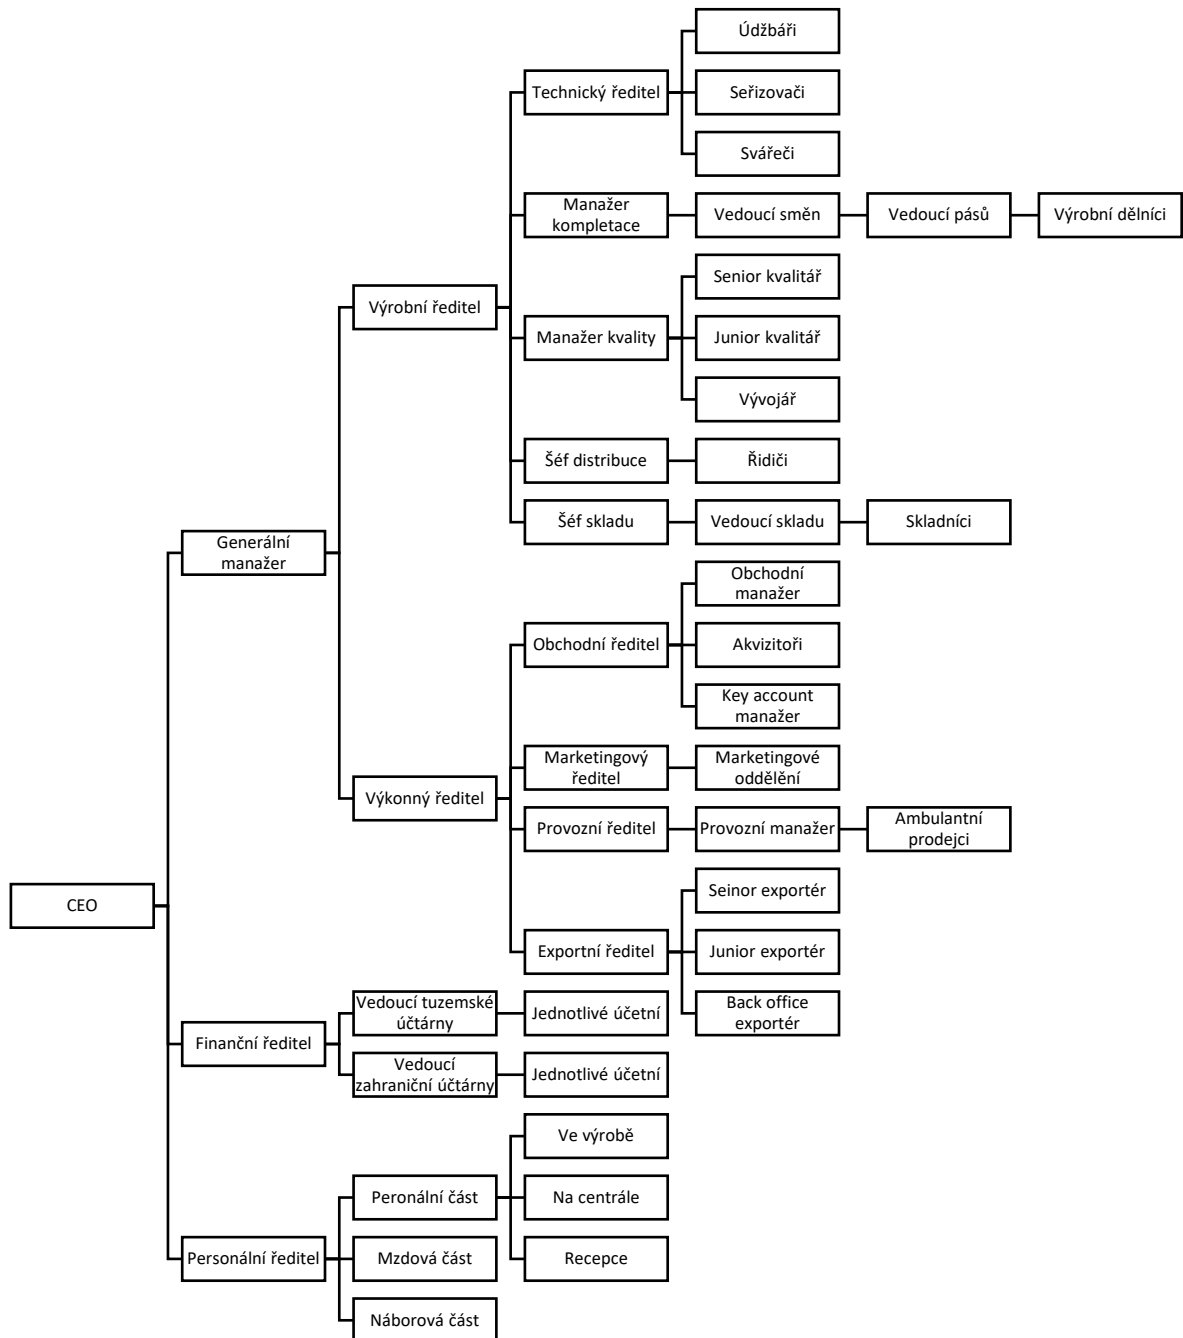 Údžbáři
Technický ředitel
Seřizovači
Svářeči
Manažer
kompletace
Vedoucí směn
Vedoucí pásů
Výrobní dělníci
Senior kvalitář
Výrobní ředitel
Manažer kvality
Junior kvalitář
Vývojář
Šéf distribuce
Řidiči
Šéf skladu
Vedoucí skladu
Skladníci
Generální
manažer
Obchodní
manažer
Obchodní ředitel
Akvizitoři
Key account
manažer
Marketingový
ředitel
Marketingové
oddělení
Výkonný ředitel
Provozní ředitel
Provozní manažer
Ambulantní
prodejci
CEO
Seinor exportér
Exportní ředitel
Junior exportér
Back office
exportér
Vedoucí tuzemské
účtárny
Jednotlivé účetní
Finanční ředitel
Vedoucí
zahraniční účtárny
Jednotlivé účetní
Ve výrobě
Peronální část
Na centrále
Personální ředitel
Mzdová část
Recepce
Náborová část